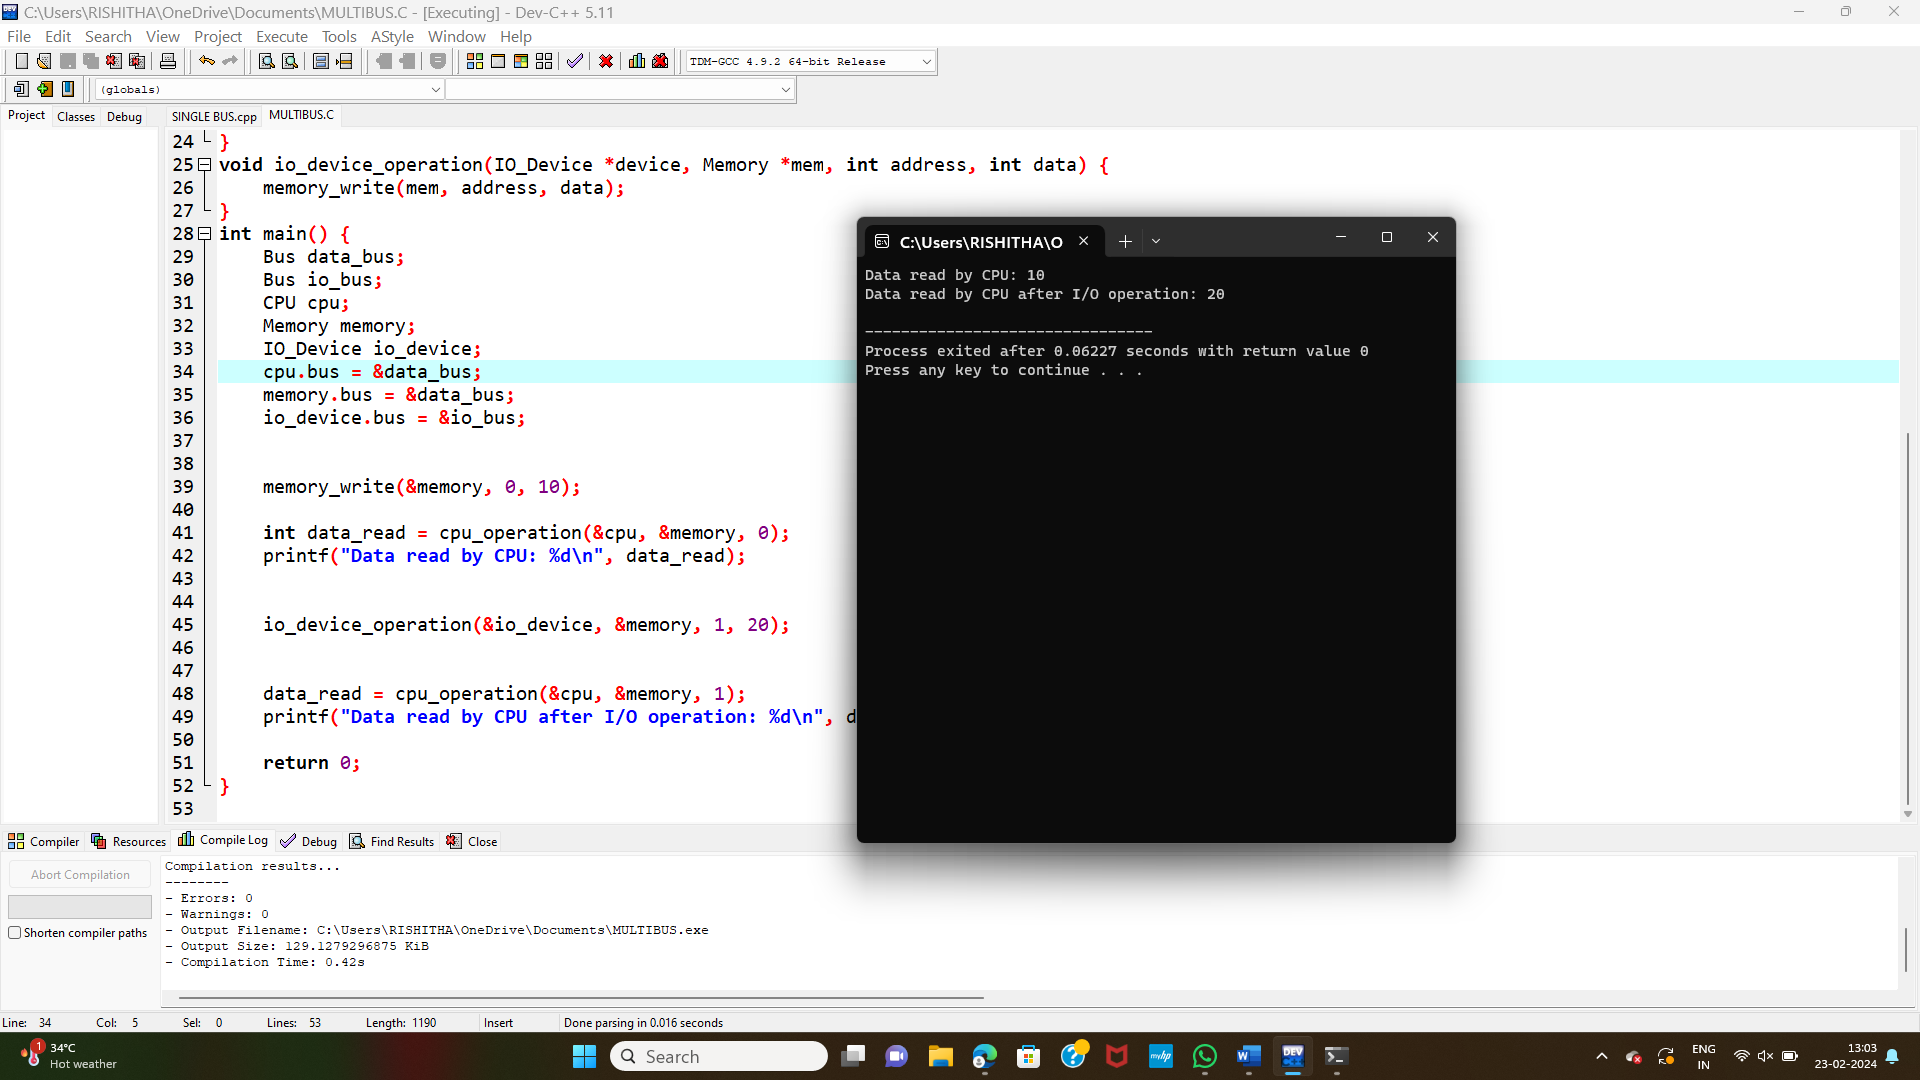 C:\Users\RISHITHA\OneDrive\Documents\MULTIBUS.C - [Executing] - Dev-C++ 5.11
File Edit Search View Project Execute Tools AStyle Window Help
TDM-GCC 4.9.2 64-bit Release
(globals)
Project Classes Debug
SINGLE BUS.cpp MULTIBUS.C
24 }
25 void io_device_operation(IO_Device *device, Memory *mem, int address, int data) {
26 memory_write(mem, address, data);
27 }
28 int main() {
29 Bus data_bus;
30 Bus io_bus;
31 CPU cpu;
32 Memory memory;
33 IO_Device io_device;
34 cpu.bus = &data_bus;
35 memory.bus = &data_bus;
36 io_device.bus = &io_bus;
37
38
39 memory_write(&memory, 0, 10);
40
41 int data_read = cpu_operation(&cpu, &memory, 0);
42 printf("Data read by CPU: %d\n", data_read);
43
44
45 io_device_operation(&io_device, &memory, 1, 20);
46
47
48 data_read = cpu_operation(&cpu, &memory, 1);
49 printf("Data read by CPU after I/O operation: %d\n", d
50
51 return 0;
52 }
53
C:\Users\RISHITHA\O
Data read by CPU: 10
Data read by CPU after I/O operation: 20
--------------------------------
Process exited after 0.06227 seconds with return value 0
Press any key to continue . . .
Compiler Resources Compile Log Debug Find Results Close
Abort Compilation
Shorten compiler paths
Compilation results...
--------
- Errors: 0
- Warnings: 0
- Output Filename: C:\Users\RISHITHA\OneDrive\Documents\MULTIBUS.exe
- Output Size: 129.1279296875 KiB
- Compilation Time: 0.42s
Line: 34 Col: 5 Sel: 0 Lines: 53 Length: 1190 Insert Done parsing in 0.016 seconds
1
34°C
Hot weather
Search
myhp
W
DEV
ENG
IN
13:03
23-02-2024